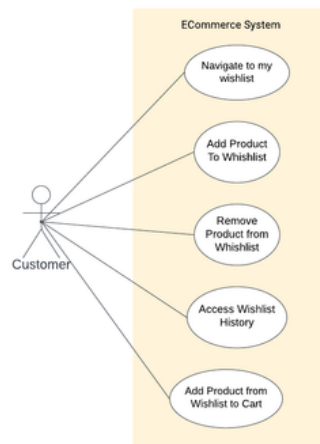 ECommerce System
Navigate to my
wishlist
Add Product
To Whishlist
Remove
Product from
Whishlist
Customer
Access Wishlist
History
Add Product from
Wishlist to Cart